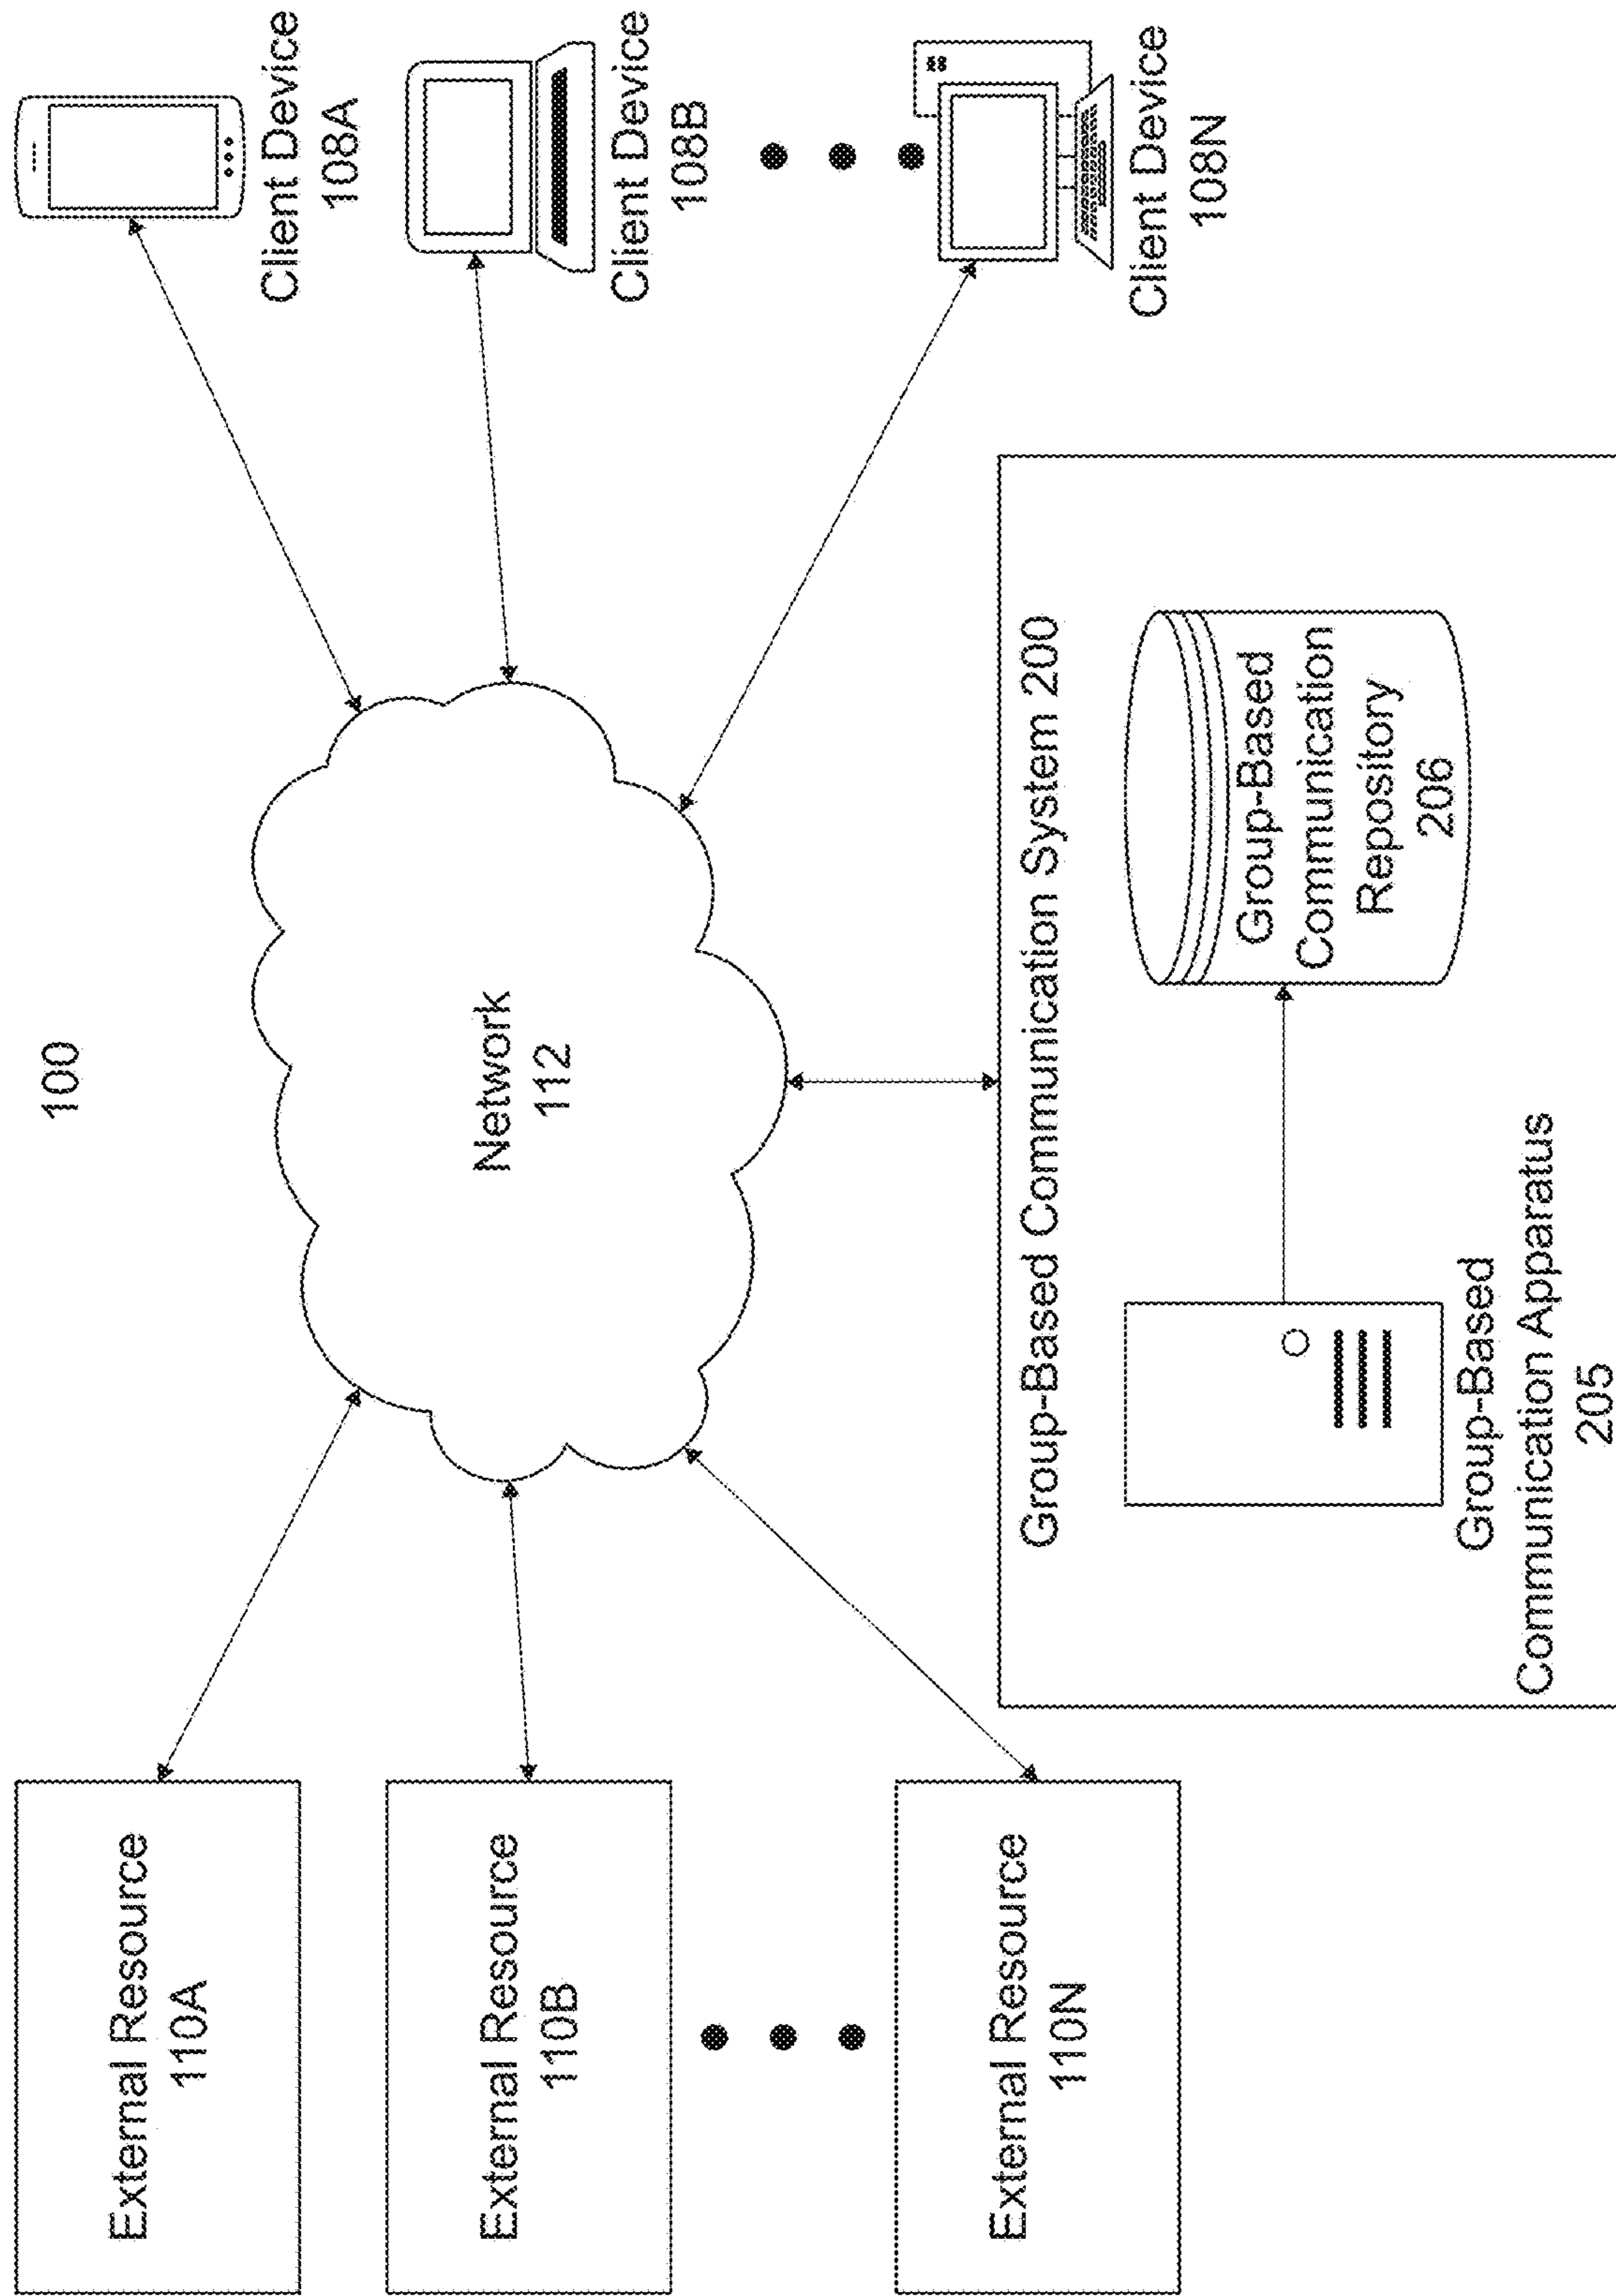 100
External Resource
110A
External Resource
110B
External Resource
110N
Network
112
Client Device
108A
Client Device
108B
Client Device
108N
Group-Based Communication System 200
Group-Based
Communication Apparatus
205
Group-Based
Communication
Repository
206